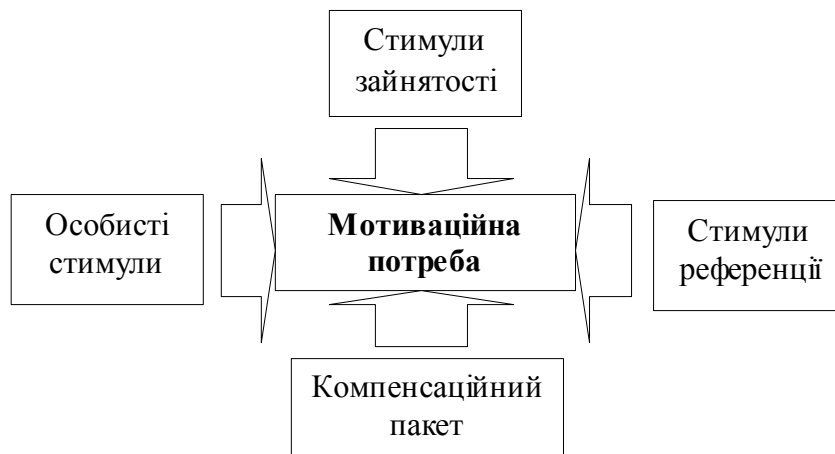 Стимули
зайнятості
Особисті
стимули
Мотиваційна
потреба
Стимули
референції
Компенсаційний
пакет